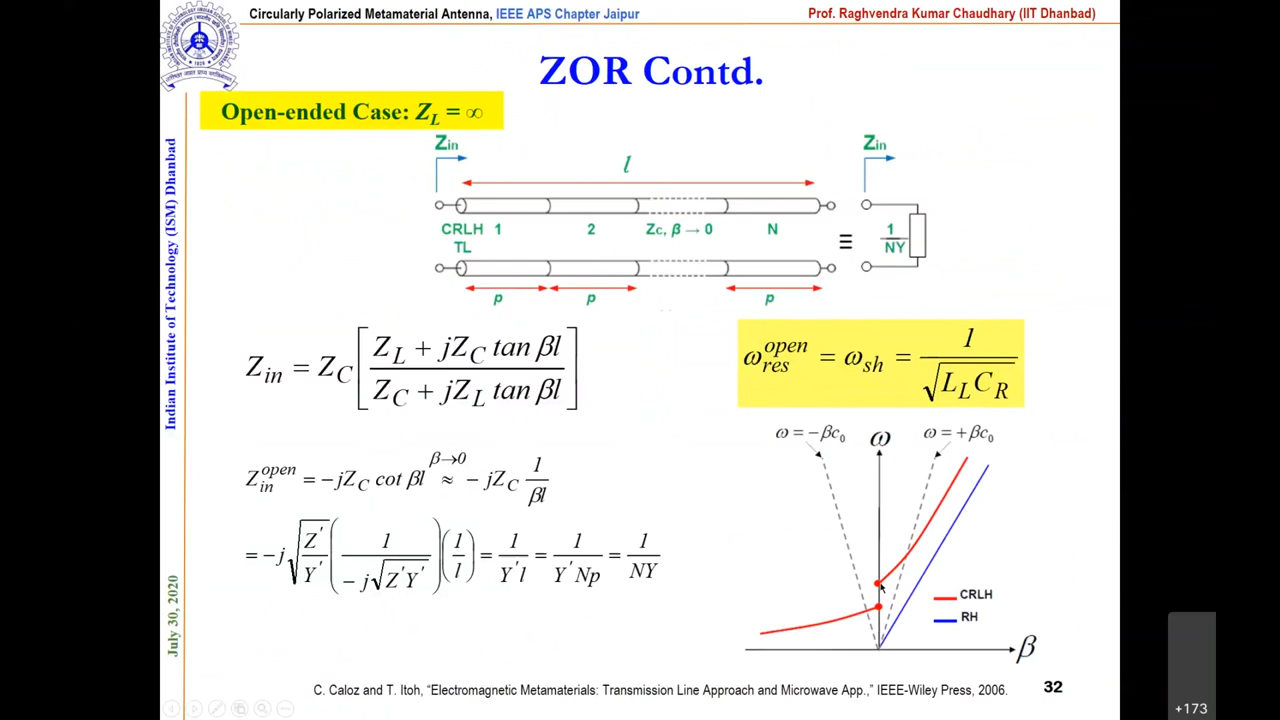 Circularly Polarized Metamaterial Antenna, IEEE APS Chapter Jaipur
Prof. Raghvendra Kumar Chaudhary (IIT Dhanbad)
ZOR Contd.
Open-ended Case: Z_L = ∞
Indian Institute of Technology (ISM) Dhanbad
July 30, 2020
Z_in
l
Z_in
CRLH TL
1
2
Z_C, β → 0
N
≡
1/NY
p
p
p
Z_in = Z_C [ (Z_L + jZ_C tan βl) / (Z_C + jZ_L tan βl) ]
ω_res^open = ω_sh = 1 / √(L_L C_R)
Z_in^open = −jZ_C cot βl ≈^(β→0) −jZ_C 1/(βl)
= −j √(Z′/Y′) ( 1 / (−j√(Z′Y′)) ) (1/l) = 1/(Y′l) = 1/(Y′Np) = 1/(NY)
ω = −βc_0
ω
ω = +βc_0
CRLH
RH
β
C. Caloz and T. Itoh, “Electromagnetic Metamaterials: Transmission Line Approach and Microwave App.,” IEEE-Wiley Press, 2006.
32
+173